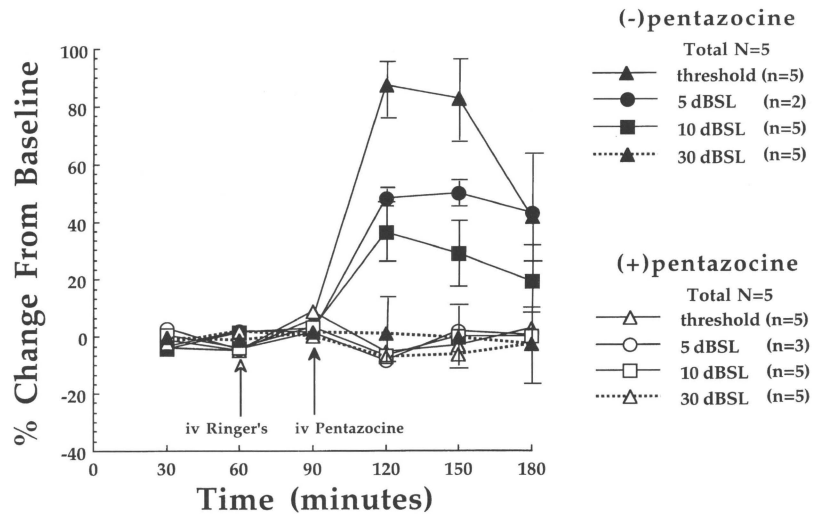 (-)pentazocine
Total N=5
threshold (n=5)
5 dBSL (n=2)
10 dBSL (n=5)
30 dBSL (n=5)
(+)pentazocine
Total N=5
threshold (n=5)
5 dBSL (n=3)
10 dBSL (n=5)
30 dBSL (n=5)
% Change From Baseline
100
80
60
40
20
0
-20
-40
iv Ringer's iv Pentazocine
0 30 60 90 120 150 180
Time (minutes)